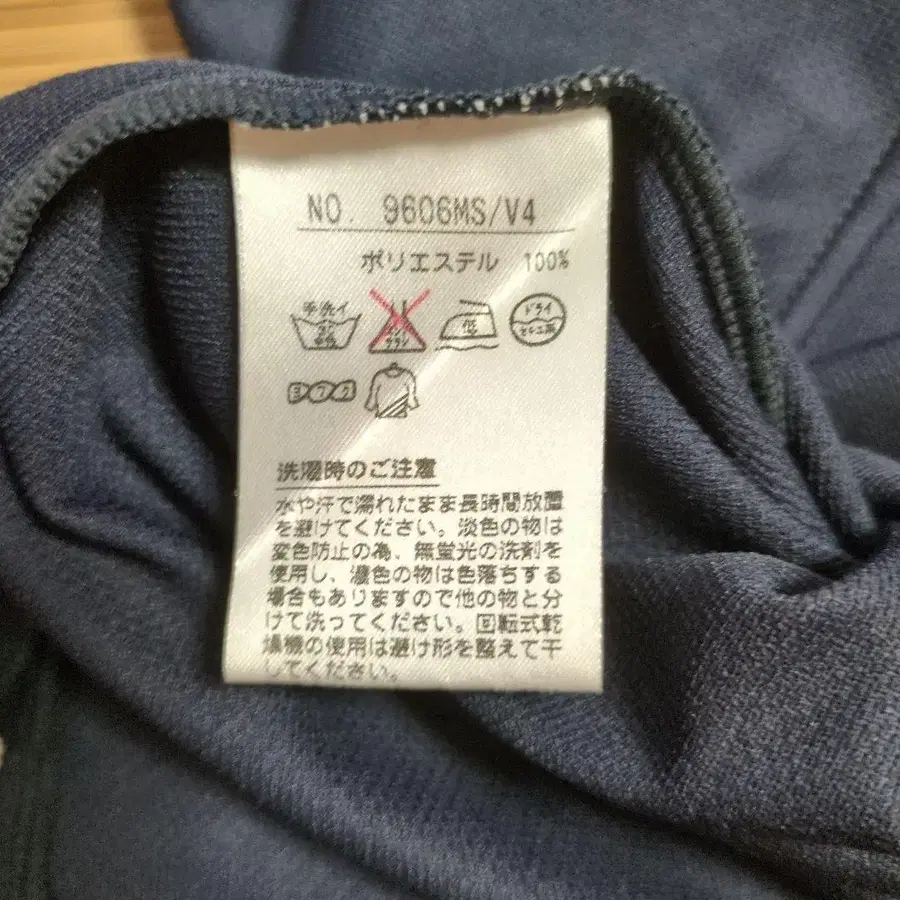 NO. 9606MS/V4
ポリエステル 100%
手洗イ
低
ドライ
セキユ系
洗濯時のご注意
水や汗で濡れたまま長時間放置
を避けてください。淡色の物は
変色防止の為、無蛍光の洗剤を
使用し、濃色の物は色落ちする
場合もありますので他の物と分
けて洗ってください。回転式乾
燥機の使用は避け形を整えて干
してください。